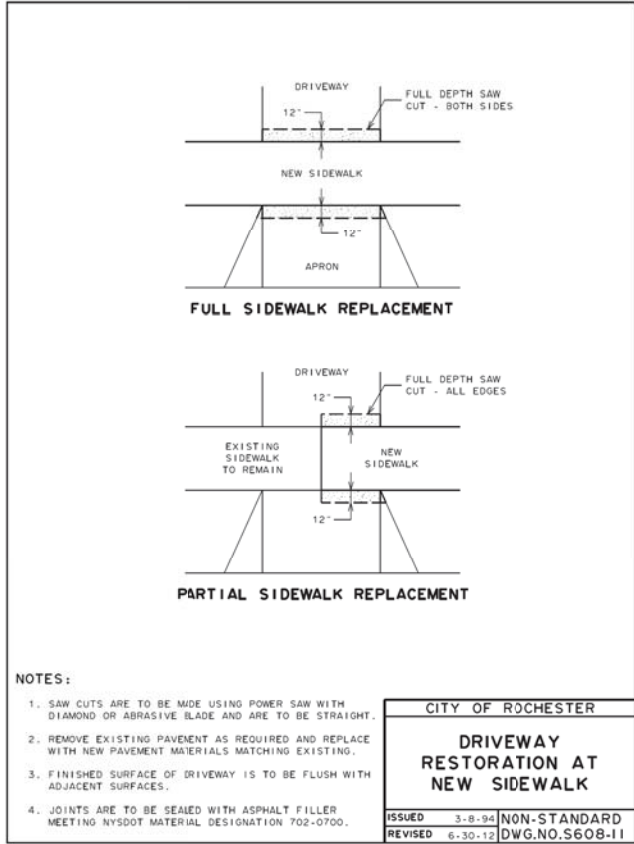 DRIVEWAY
FULL DEPTH SAW
CUT - BOTH SIDES
12"
NEW SIDEWALK
12"
APRON
FULL SIDEWALK REPLACEMENT
DRIVEWAY
FULL DEPTH SAW
CUT - ALL EDGES
12"
EXISTING
SIDEWALK
TO REMAIN
NEW
SIDEWALK
12"
PARTIAL SIDEWALK REPLACEMENT
NOTES:
1. SAW CUTS ARE TO BE MADE USING POWER SAW WITH
DIAMOND OR ABRASIVE BLADE AND ARE TO BE STRAIGHT.
2. REMOVE EXISTING PAVEMENT AS REQUIRED AND REPLACE
WITH NEW PAVEMENT MATERIALS MATCHING EXISTING.
3. FINISHED SURFACE OF DRIVEWAY IS TO BE FLUSH WITH
ADJACENT SURFACES.
4. JOINTS ARE TO BE SEALED WITH ASPHALT FILLER
MEETING NYSDOT MATERIAL DESIGNATION 702-0700.
CITY OF ROCHESTER
DRIVEWAY
RESTORATION AT
NEW SIDEWALK
ISSUED 3-8-94 NON-STANDARD
REVISED 6-30-12 DWG.NO.S608-11